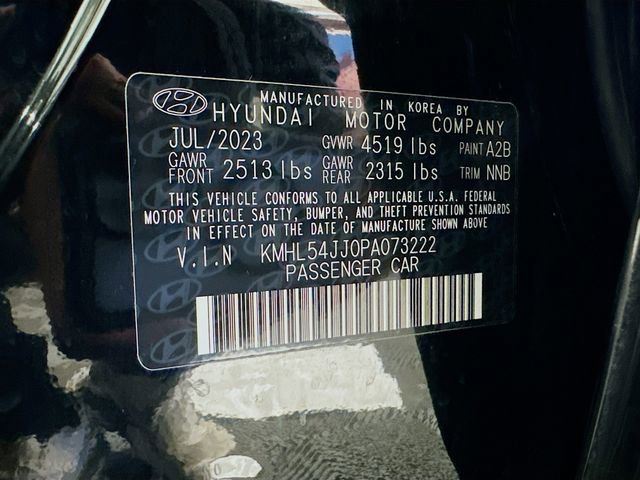 MANUFACTURED IN KOREA BY
HYUNDAI MOTOR COMPANY
JUL/2023 GVWR 4519 lbs PAINT A2B
GAWR FRONT 2513 lbs GAWR REAR 2315 lbs TRIM NNB
THIS VEHICLE CONFORMS TO ALL APPLICABLE U.S.A. FEDERAL
MOTOR VEHICLE SAFETY, BUMPER, AND THEFT PREVENTION STANDARDS
IN EFFECT ON THE DATE OF MANUFACTURE SHOWN ABOVE
V.I.N KMHL54JJ0PA073222
PASSENGER CAR